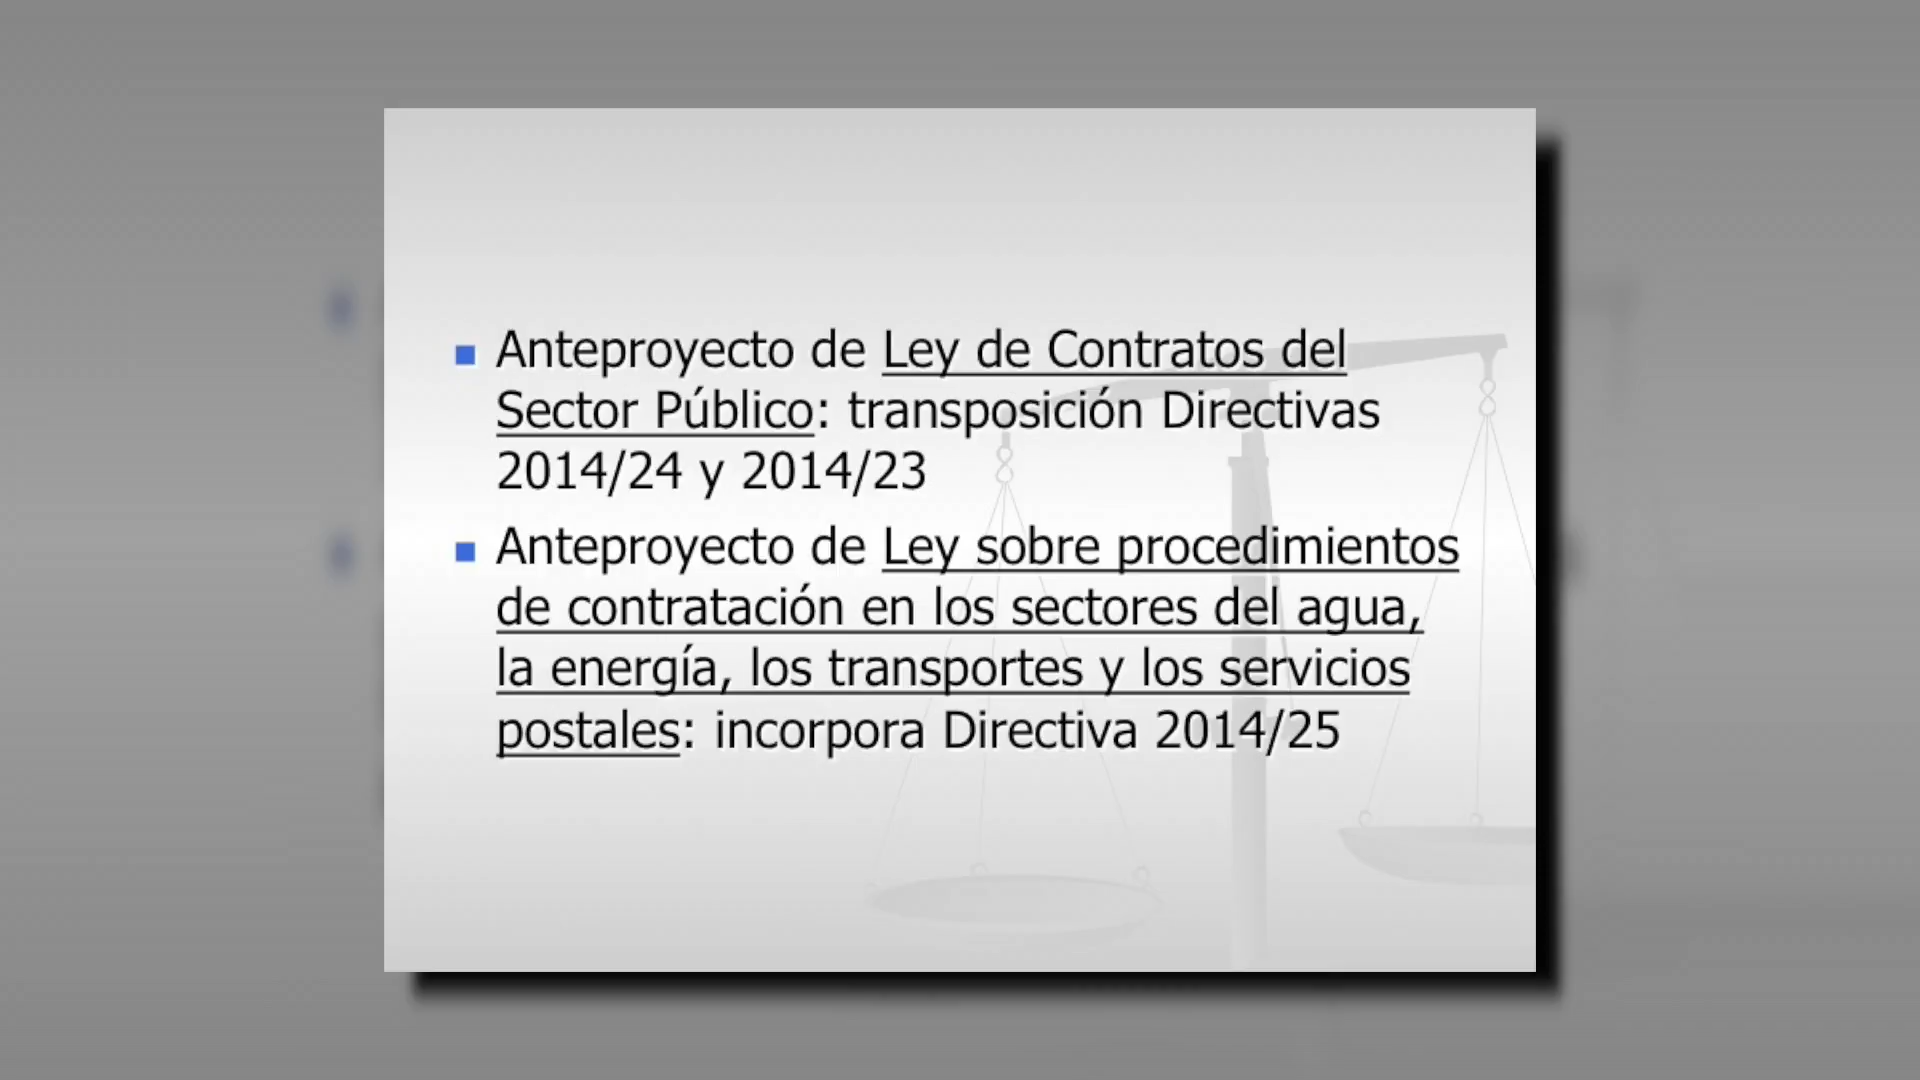 Anteproyecto de Ley de Contratos del
Sector Público: transposición Directivas
2014/24 y 2014/23
Anteproyecto de Ley sobre procedimientos
de contratación en los sectores del agua,
la energía, los transportes y los servicios
postales: incorpora Directiva 2014/25